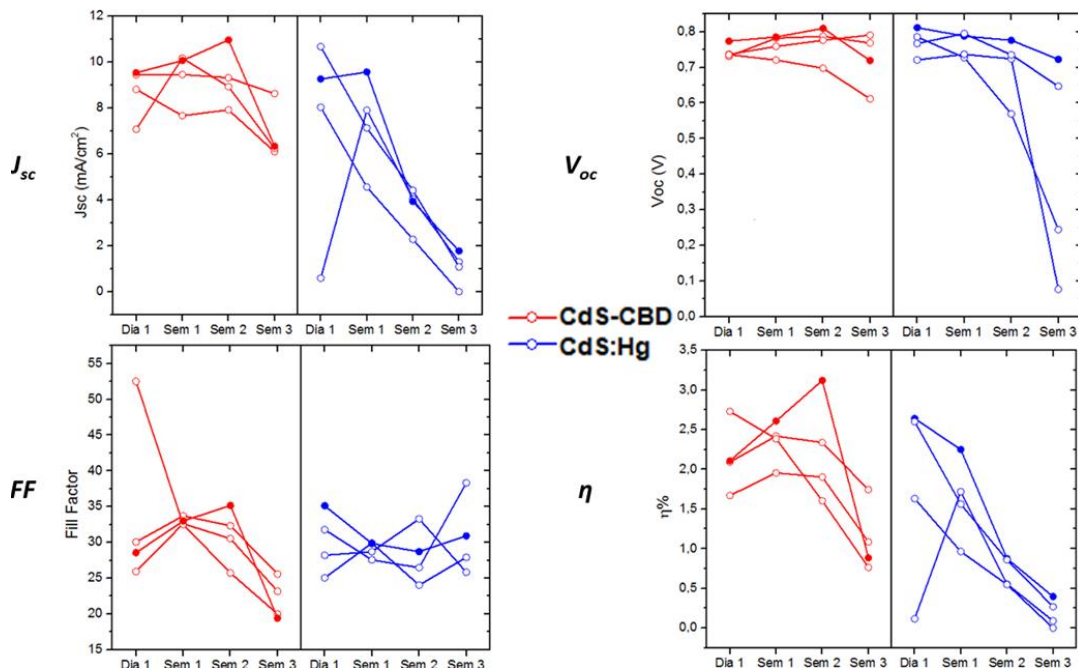 J_sc
Jsc (mA/cm²)
12
10
8
6
4
2
0
Dia 1 Sem 1 Sem 2 Sem 3 Dia 1 Sem 1 Sem 2 Sem 3
V_oc
Voc (V)
0,8
0,7
0,6
0,5
0,4
0,3
0,2
0,1
0,0
Dia 1 Sem 1 Sem 2 Sem 3 Dia 1 Sem 1 Sem 2 Sem 3
CdS-CBD
CdS:Hg
FF
Fill Factor
55
50
45
40
35
30
25
20
15
Dia 1 Sem 1 Sem 2 Sem 3 Dia 1 Sem 1 Sem 2 Sem 3
η
η%
3,5
3,0
2,5
2,0
1,5
1,0
0,5
0,0
Dia 1 Sem 1 Sem 2 Sem 3 Dia 1 Sem 1 Sem 2 Sem 3